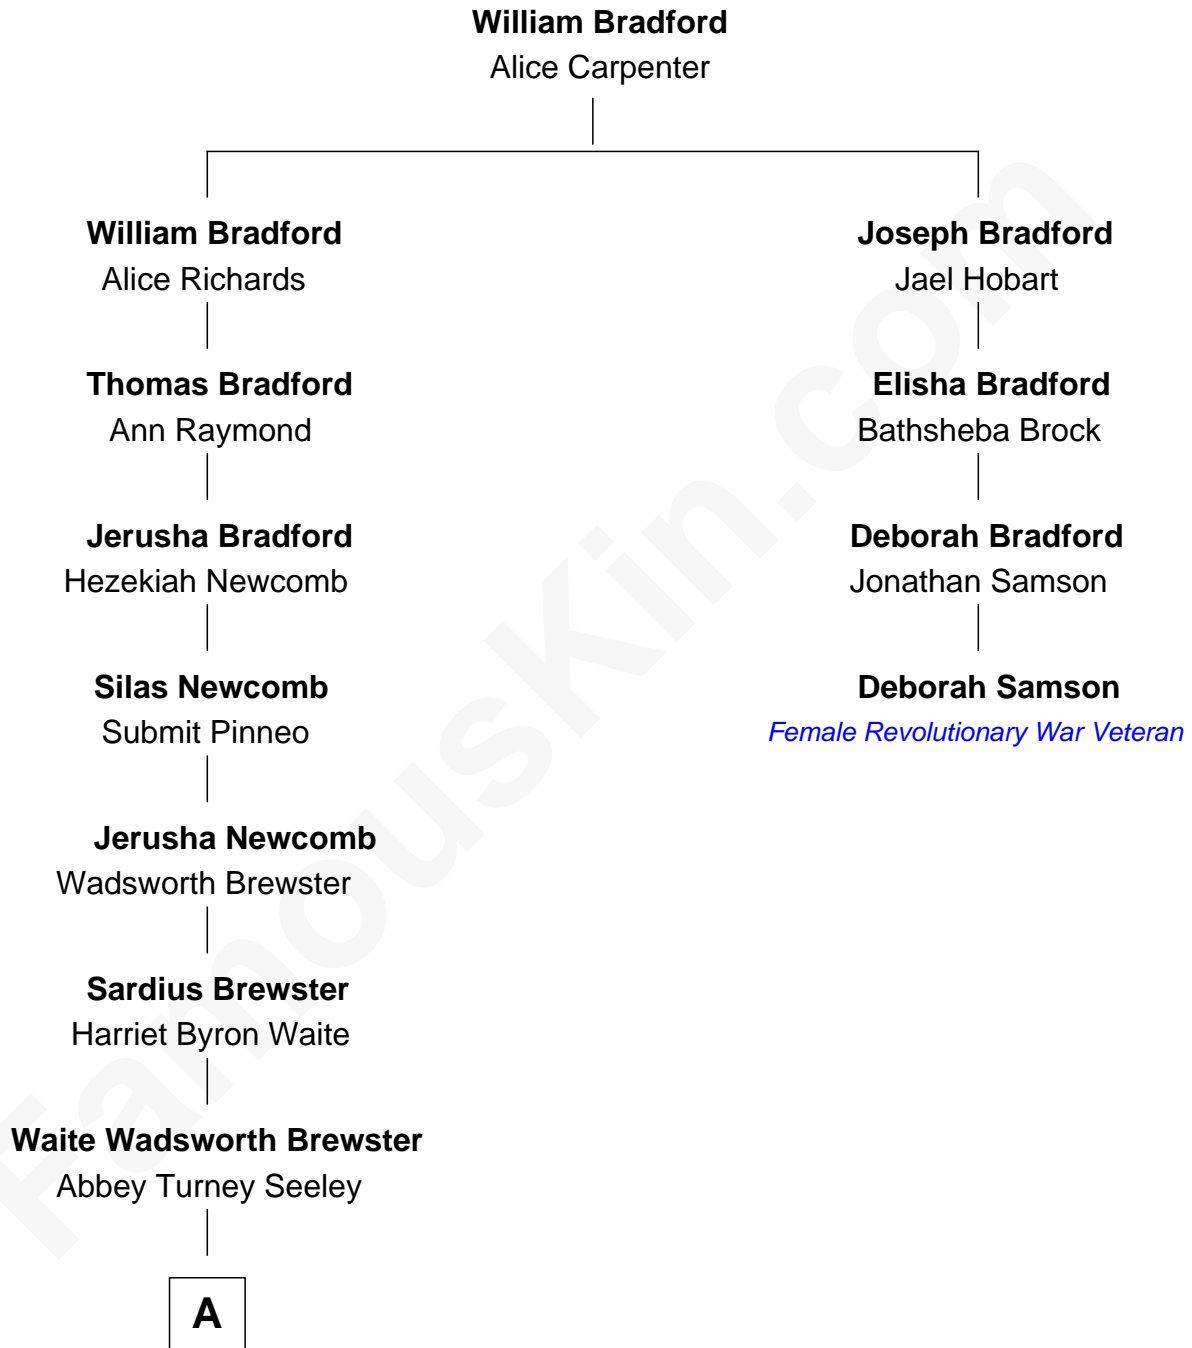 William Bradford
Alice Carpenter
William Bradford
Alice Richards
Thomas Bradford
Ann Raymond
Jerusha Bradford
Hezekiah Newcomb
Silas Newcomb
Submit Pinneo
Jerusha Newcomb
Wadsworth Brewster
Sardius Brewster
Harriet Byron Waite
Waite Wadsworth Brewster
Abbey Turney Seeley
A
Joseph Bradford
Jael Hobart
Elisha Bradford
Bathsheba Brock
Deborah Bradford
Jonathan Samson
Deborah Samson
Female Revolutionary War Veteran
FamousKin.com